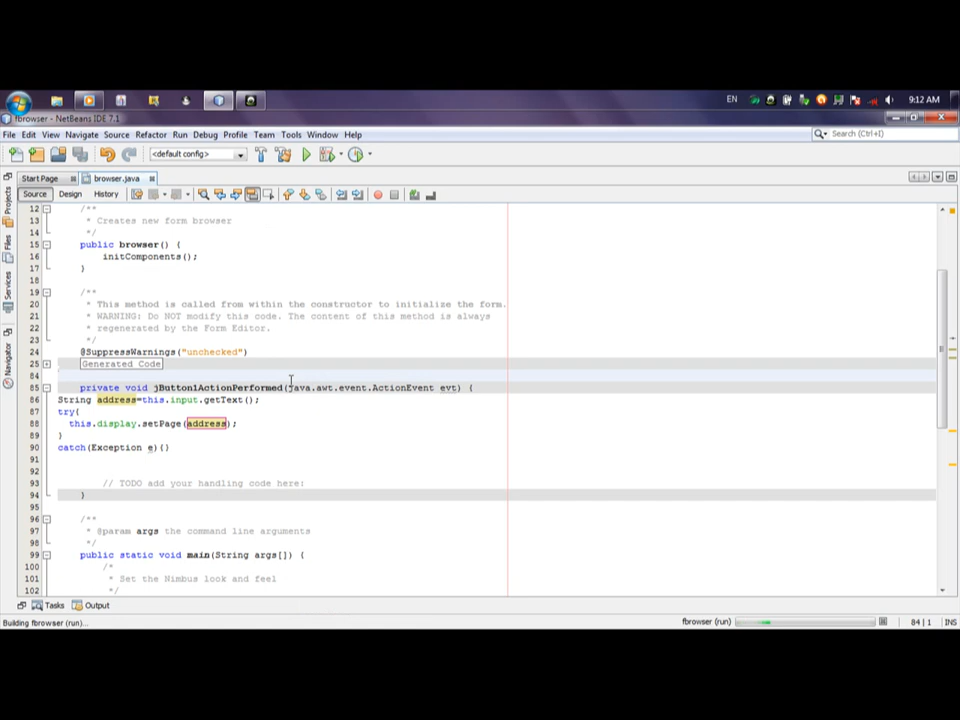 EN
9:12 AM
fbrowser - NetBeans IDE 7.1
File Edit View Navigate Source Refactor Run Debug Profile Team Tools Window Help
Search (Ctrl+I)
<default config>
Start Page
browser.java
Source Design History
Projects
Files
Services
Navigator
12 /**
13 * Creates new form browser
14 */
15 public browser() {
16 initComponents();
17 }
18
19 /**
20 * This method is called from within the constructor to initialize the form.
21 * WARNING: Do NOT modify this code. The content of this method is always
22 * regenerated by the Form Editor.
23 */
24 @SuppressWarnings("unchecked")
25 Generated Code
84
85 private void jButton1ActionPerformed(java.awt.event.ActionEvent evt) {
86 String address=this.input.getText();
87 try{
88 this.display.setPage(address);
89 }
90 catch(Exception e){}
91
92
93 // TODO add your handling code here:
94 }
95
96 /**
97 * @param args the command line arguments
98 */
99 public static void main(String args[]) {
100 /*
101 * Set the Nimbus look and feel
102 */
Tasks Output
Building fbrowser (run)...
fbrowser (run)
84 | 1 INS